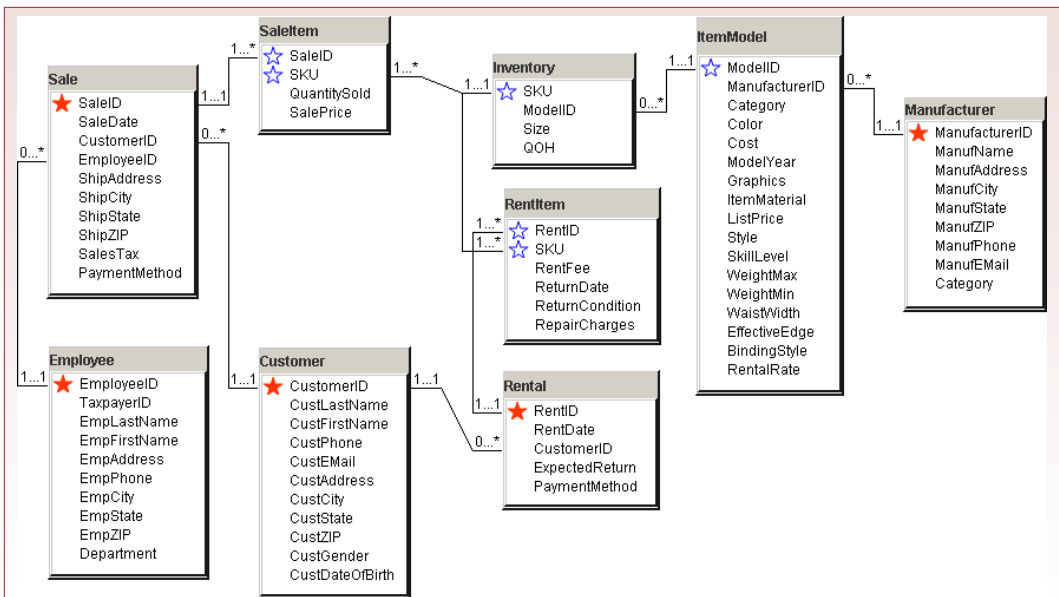 Sale
SaleID
SaleDate
CustomerID
EmployeeID
ShipAddress
ShipCity
ShipState
ShipZIP
SalesTax
PaymentMethod
1...1
0...*
0...*
1...*
SaleItem
SaleID
SKU
QuantitySold
SalePrice
1...*
1...1
Inventory
SKU
ModelID
Size
QOH
0...*
1...1
ItemModel
ModelID
ManufacturerID
Category
Color
Cost
ModelYear
Graphics
ItemMaterial
ListPrice
Style
SkillLevel
WeightMax
WeightMin
WaistWidth
EffectiveEdge
BindingStyle
RentalRate
0...*
1...1
Manufacturer
ManufacturerID
ManufName
ManufAddress
ManufCity
ManufState
ManufZIP
ManufPhone
ManufEMail
Category
1...*
1...*
RentItem
RentID
SKU
RentFee
ReturnDate
ReturnCondition
RepairCharges
1...1
Employee
EmployeeID
TaxpayerID
EmpLastName
EmpFirstName
EmpAddress
EmpPhone
EmpCity
EmpState
EmpZIP
Department
1...1
Customer
CustomerID
CustLastName
CustFirstName
CustPhone
CustEMail
CustAddress
CustCity
CustState
CustZIP
CustGender
CustDateOfBirth
1...1
1...1
0...*
Rental
RentID
RentDate
CustomerID
ExpectedReturn
PaymentMethod